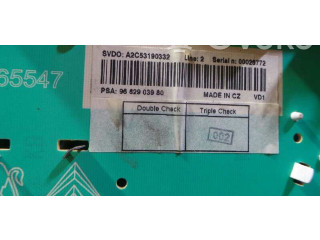 SVDO: A2C53190332 Line: 2 Serial n: 00026772
65547
PSA: 96 629 039 80 MADE IN CZ VD1
Double Check Triple Check
002